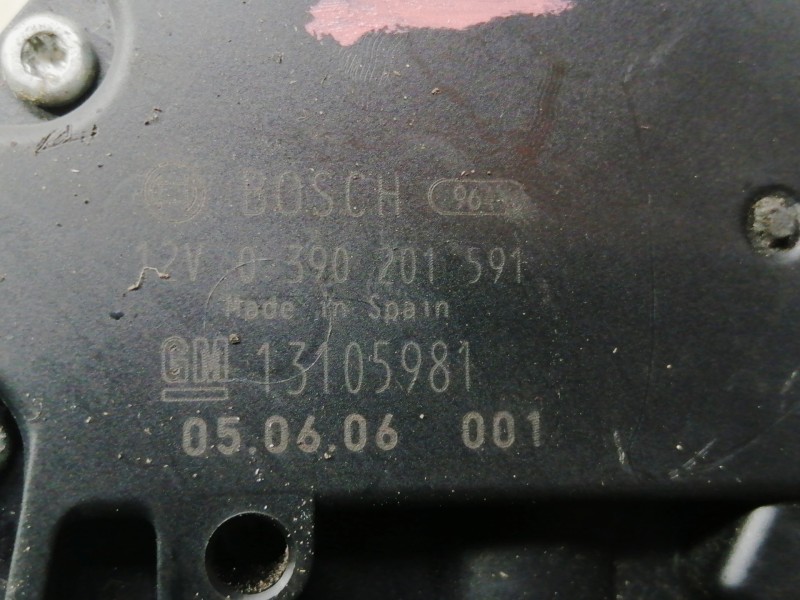 BOSCH
12V 0 390 201 591
Made in Spain
GM 13105981
05.06.06 001